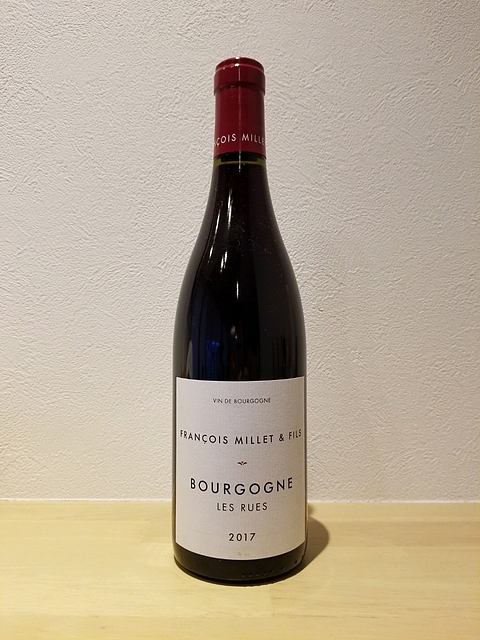 ÇOIS MILLE
VIN DE BOURGOGNE
FRANÇOIS MILLET & FILS
BOURGOGNE
LES RUES
2017